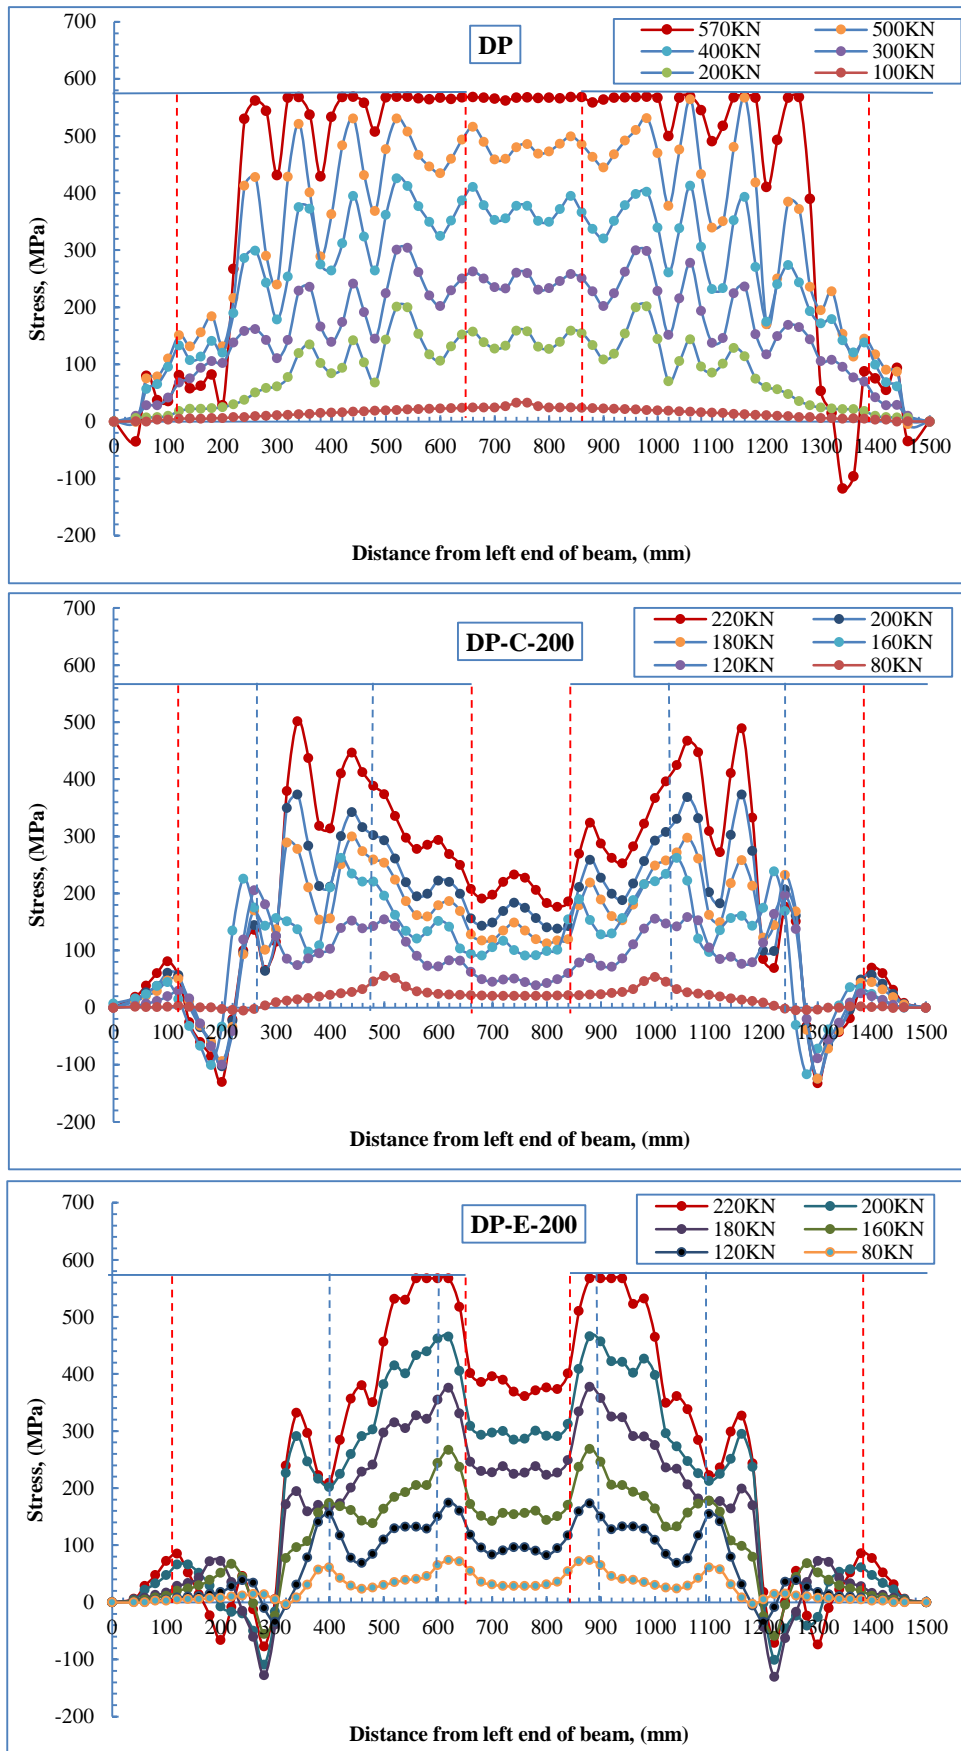 DP
570KN 500KN
400KN 300KN
200KN 100KN
700
600
500
400
300
200
100
0
-100
-200
0 100 200 300 400 500 600 700 800 900 1000 1100 1200 1300 1400 1500
Stress, (MPa)
Distance from left end of beam, (mm)
DP-C-200
220KN 200KN
180KN 160KN
120KN 80KN
700
600
500
400
300
200
100
0
-100
-200
0 100 200 300 400 500 600 700 800 900 1000 1100 1200 1300 1400 1500
Stress, (MPa)
Distance from left end of beam, (mm)
DP-E-200
220KN 200KN
180KN 160KN
120KN 80KN
700
600
500
400
300
200
100
0
-100
-200
0 100 200 300 400 500 600 700 800 900 1000 1100 1200 1300 1400 1500
Stress, (MPa)
Distance from left end of beam, (mm)